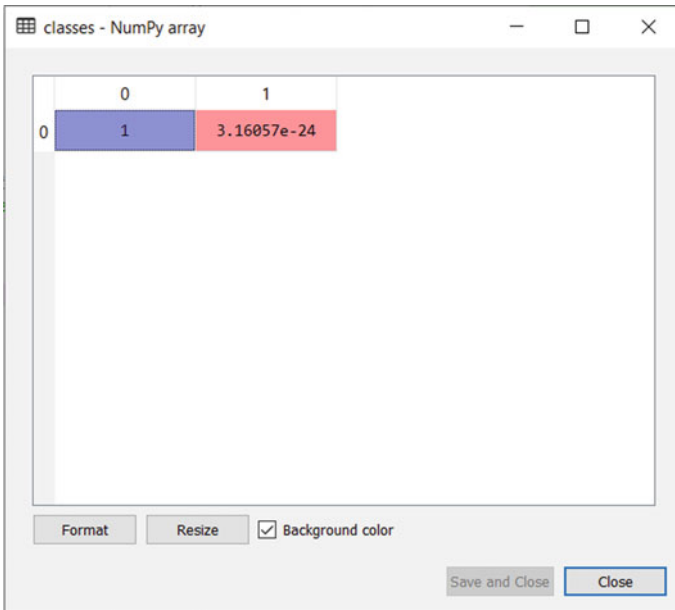 classes - NumPy array
0 1
0 1 3.16057e-24
Format Resize Background color
Save and Close Close